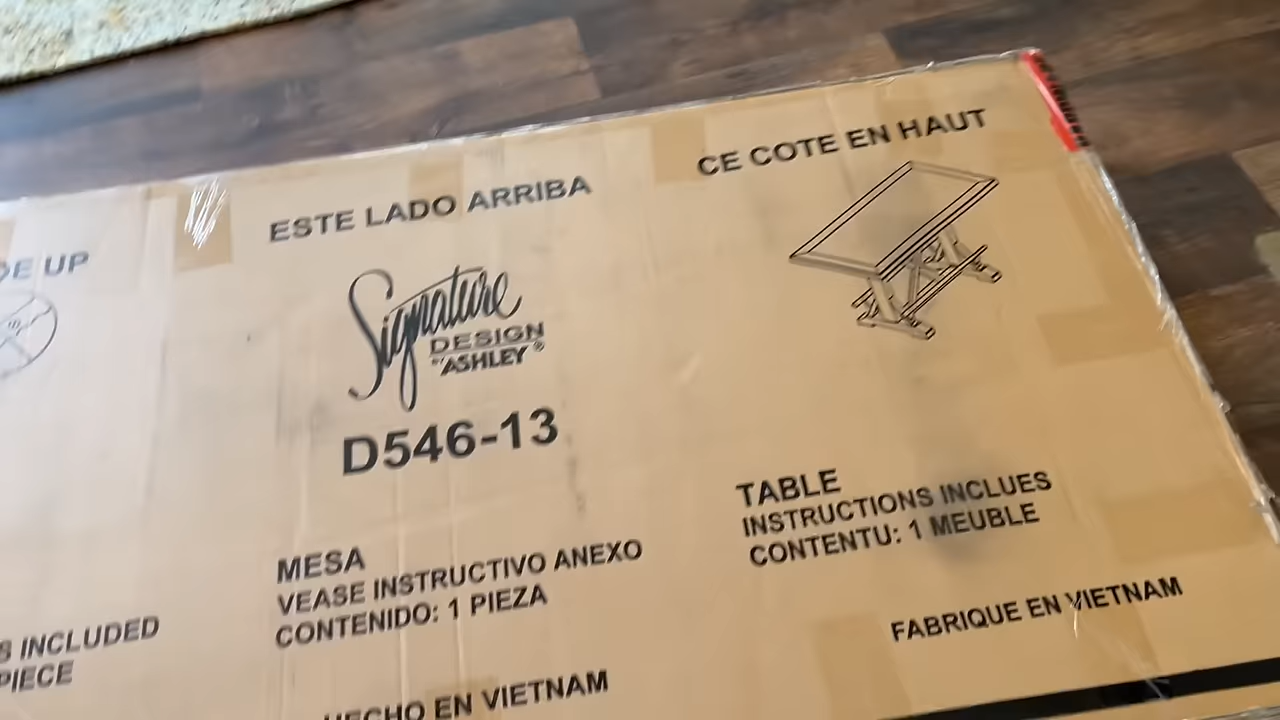 DE UP
S INCLUDED
PIECE
ESTE LADO ARRIBA
Signature
DESIGN
BY ASHLEY®
D546-13
MESA
VEASE INSTRUCTIVO ANEXO
CONTENIDO: 1 PIEZA
HECHO EN VIETNAM
CE COTE EN HAUT
TABLE
INSTRUCTIONS INCLUES
CONTENTU: 1 MEUBLE
FABRIQUE EN VIETNAM